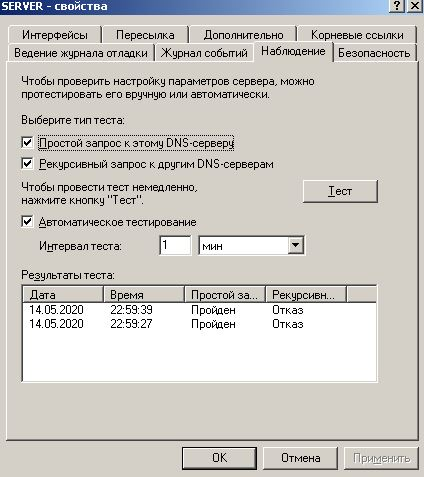 SERVER - свойства
Интерфейсы Пересылка Дополнительно Корневые ссылки
Ведение журнала отладки Журнал событий Наблюдение Безопасность
Чтобы проверить настройку параметров сервера, можно
протестировать его вручную или автоматически.
Выберите тип теста:
Простой запрос к этому DNS-серверу
Рекурсивный запрос к другим DNS-серверам
Чтобы провести тест немедленно,
нажмите кнопку "Тест".
Тест
Автоматическое тестирование
Интервал теста: 1 мин
Результаты теста:
Дата Время Простой за... Рекурсивн...
14.05.2020 22:59:39 Пройден Отказ
14.05.2020 22:59:27 Пройден Отказ
OK Отмена Применить